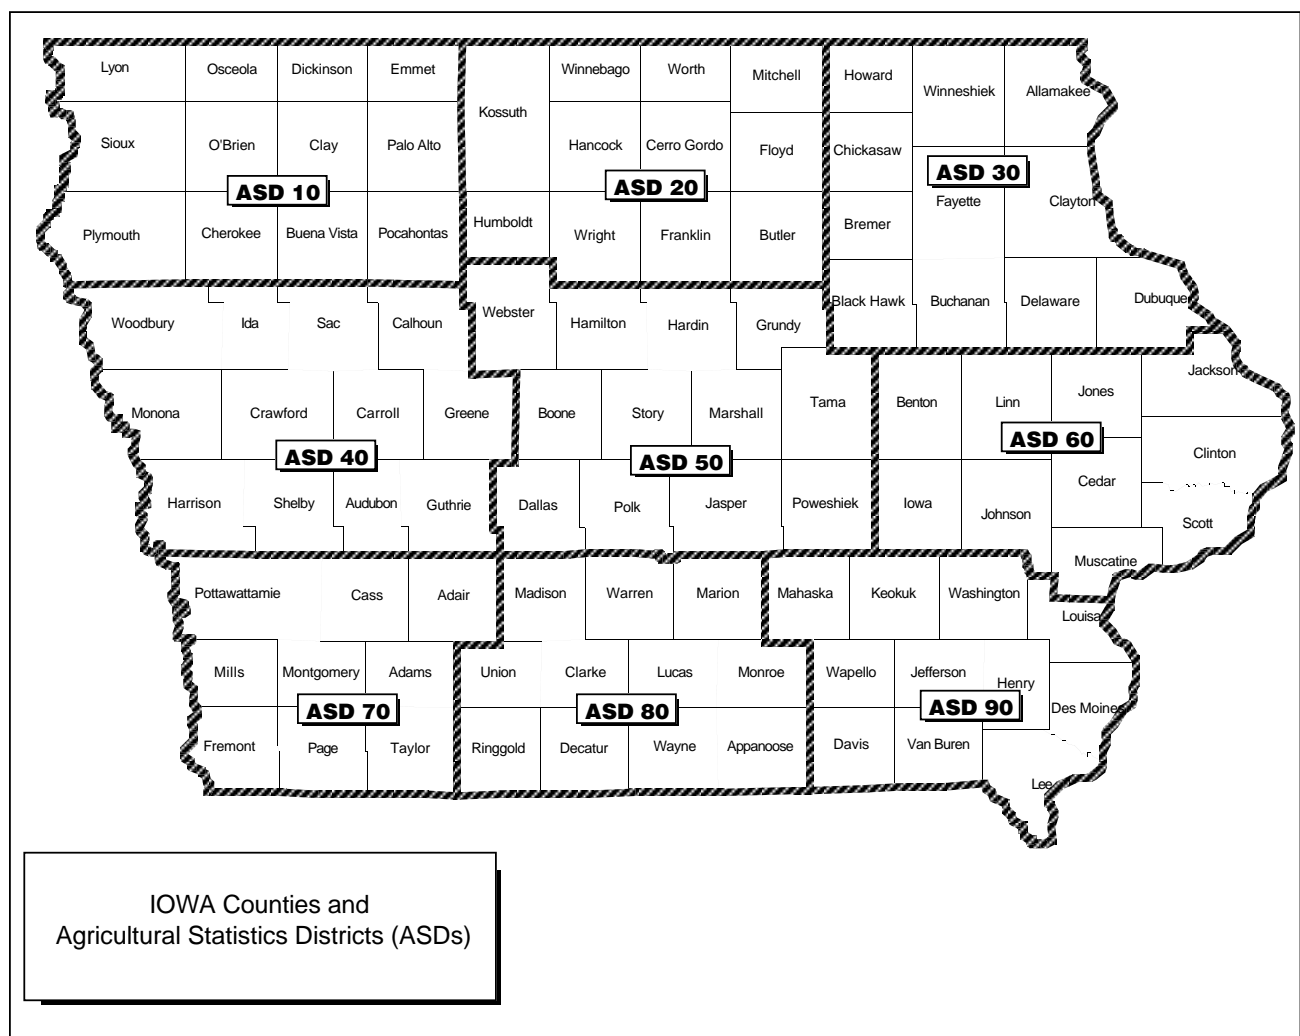 Lyon
Osceola
Dickinson
Emmet
Winnebago
Worth
Mitchell
Howard
Winneshiek
Allamakee
Kossuth
Sioux
O'Brien
Clay
Palo Alto
Hancock
Cerro Gordo
Floyd
Chickasaw
ASD 10
ASD 20
ASD 30
Fayette
Clayton
Plymouth
Cherokee
Buena Vista
Pocahontas
Humboldt
Wright
Franklin
Butler
Bremer
Black Hawk
Buchanan
Delaware
Dubuque
Woodbury
Ida
Sac
Calhoun
Webster
Hamilton
Hardin
Grundy
Jackson
Monona
Crawford
Carroll
Greene
Boone
Story
Marshall
Tama
Benton
Linn
Jones
ASD 40
ASD 50
ASD 60
Clinton
Harrison
Shelby
Audubon
Guthrie
Dallas
Polk
Jasper
Poweshiek
Iowa
Johnson
Cedar
Scott
Muscatine
Pottawattamie
Cass
Adair
Madison
Warren
Marion
Mahaska
Keokuk
Washington
Louisa
Mills
Montgomery
Adams
Union
Clarke
Lucas
Monroe
Wapello
Jefferson
Henry
ASD 70
ASD 80
ASD 90
Des Moines
Fremont
Page
Taylor
Ringgold
Decatur
Wayne
Appanoose
Davis
Van Buren
Lee
IOWA Counties and
Agricultural Statistics Districts (ASDs)